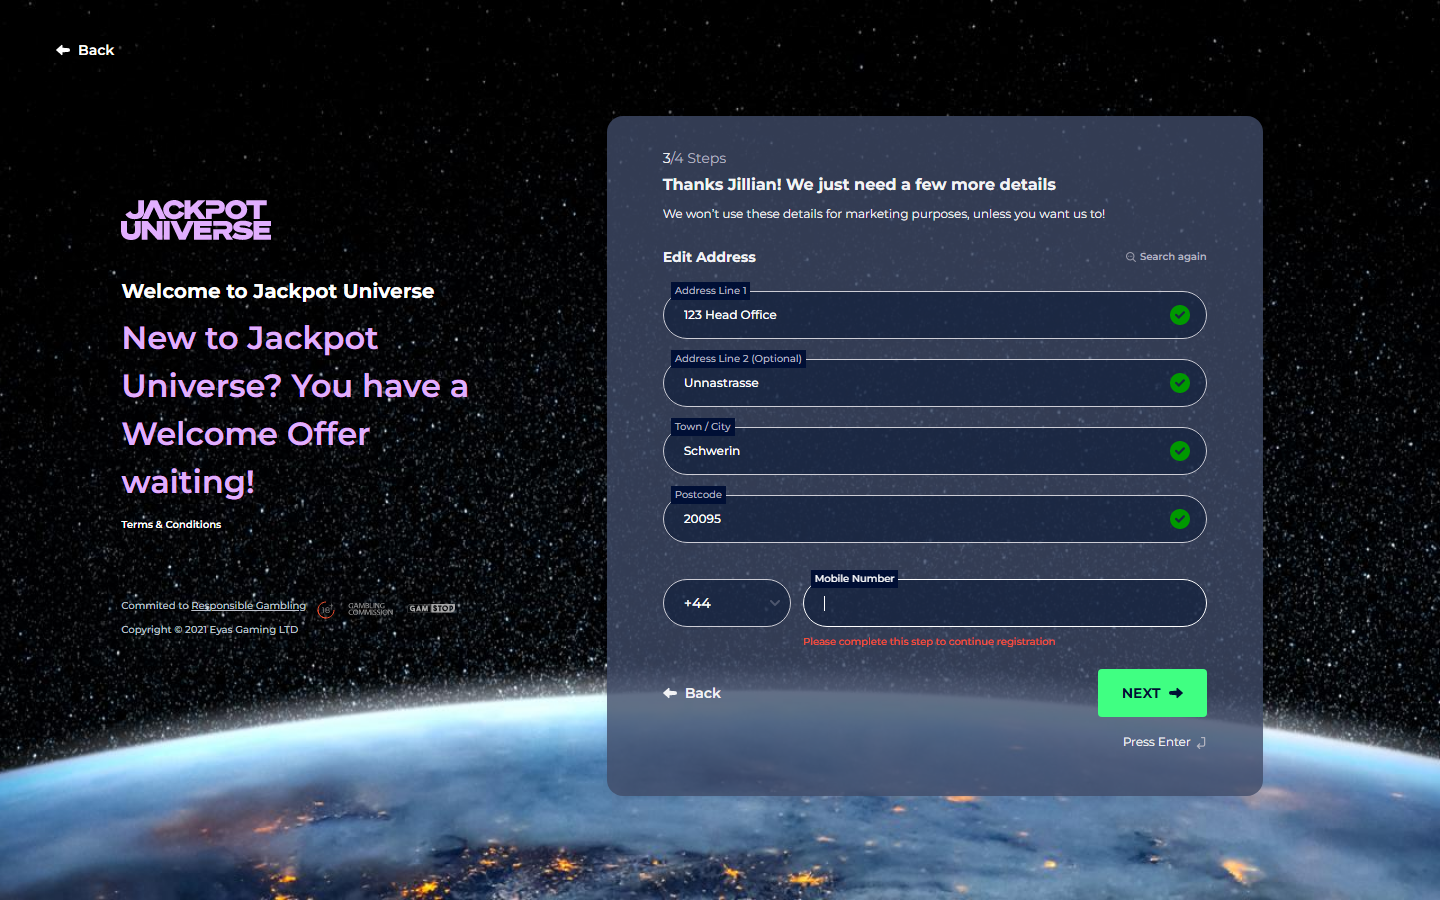 Back
JACKPOT
UNIVERSE
Welcome to Jackpot Universe
New to Jackpot
Universe? You have a
Welcome Offer
waiting!
Terms & Conditions
Commited to Responsible Gambling
18+
GAMBLING
COMMISSION
GAMSTOP
Copyright © 2021 Eyas Gaming LTD
3/4 Steps
Thanks Jillian! We just need a few more details
We won't use these details for marketing purposes, unless you want us to!
Edit Address
Search again
Address Line 1
123 Head Office
Address Line 2 (Optional)
Unnastrasse
Town / City
Schwerin
Postcode
20095
+44
Mobile Number
Please complete this step to continue registration
Back
NEXT
Press Enter